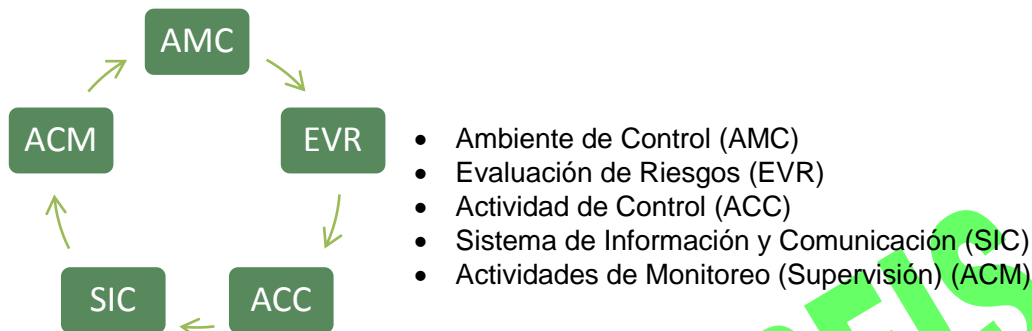 AMC
ACM
EVR
SIC
ACC
• Ambiente de Control (AMC)
• Evaluación de Riesgos (EVR)
• Actividad de Control (ACC)
• Sistema de Información y Comunicación (SIC)
• Actividades de Monitoreo (Supervisión) (ACM)